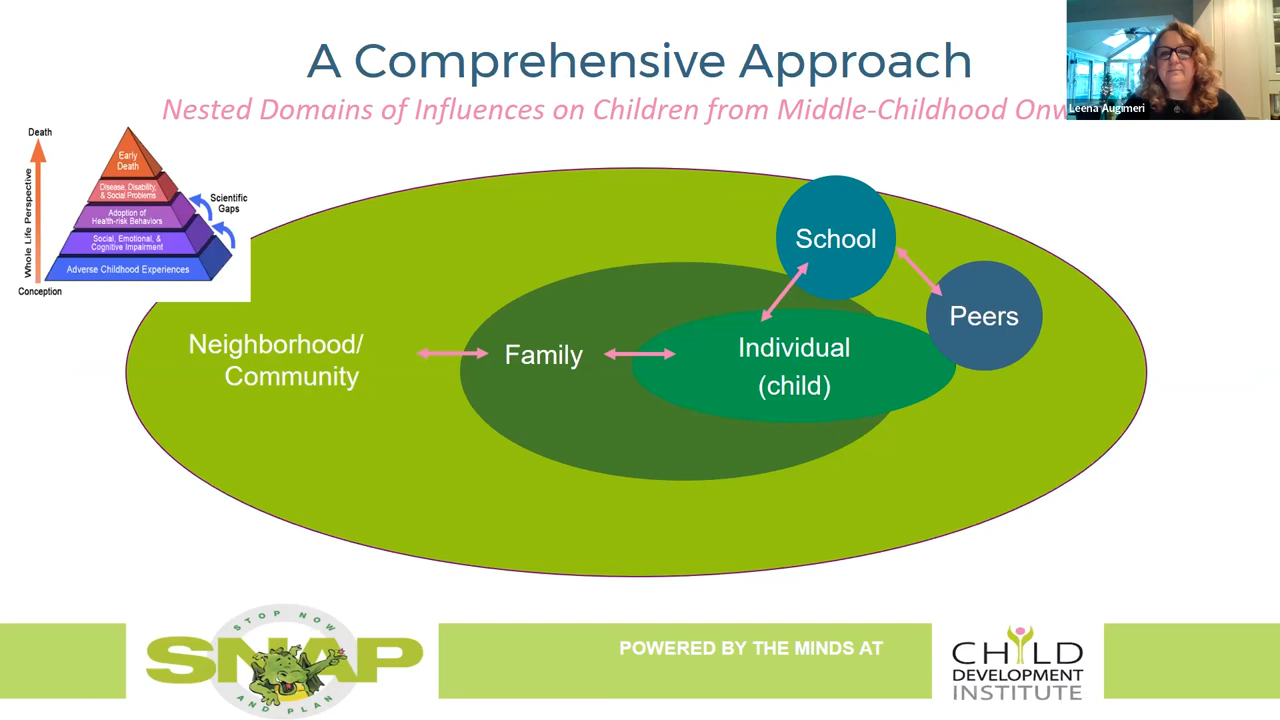 A Comprehensive Approach
Nested Domains of Influences on Children from Middle-Childhood Onw
Leena Augimeri
Death
Whole Life Perspective
Conception
Early
Death
Disease, Disability,
& Social Problems
Adoption of
Health-risk Behaviors
Social, Emotional, &
Cognitive Impairment
Adverse Childhood Experiences
Scientific
Gaps
School
Peers
Neighborhood/
Community
Family
Individual
(child)
STOP NOW
SNAP
AND PLAN
POWERED BY THE MINDS AT
CHILD
DEVELOPMENT
INSTITUTE